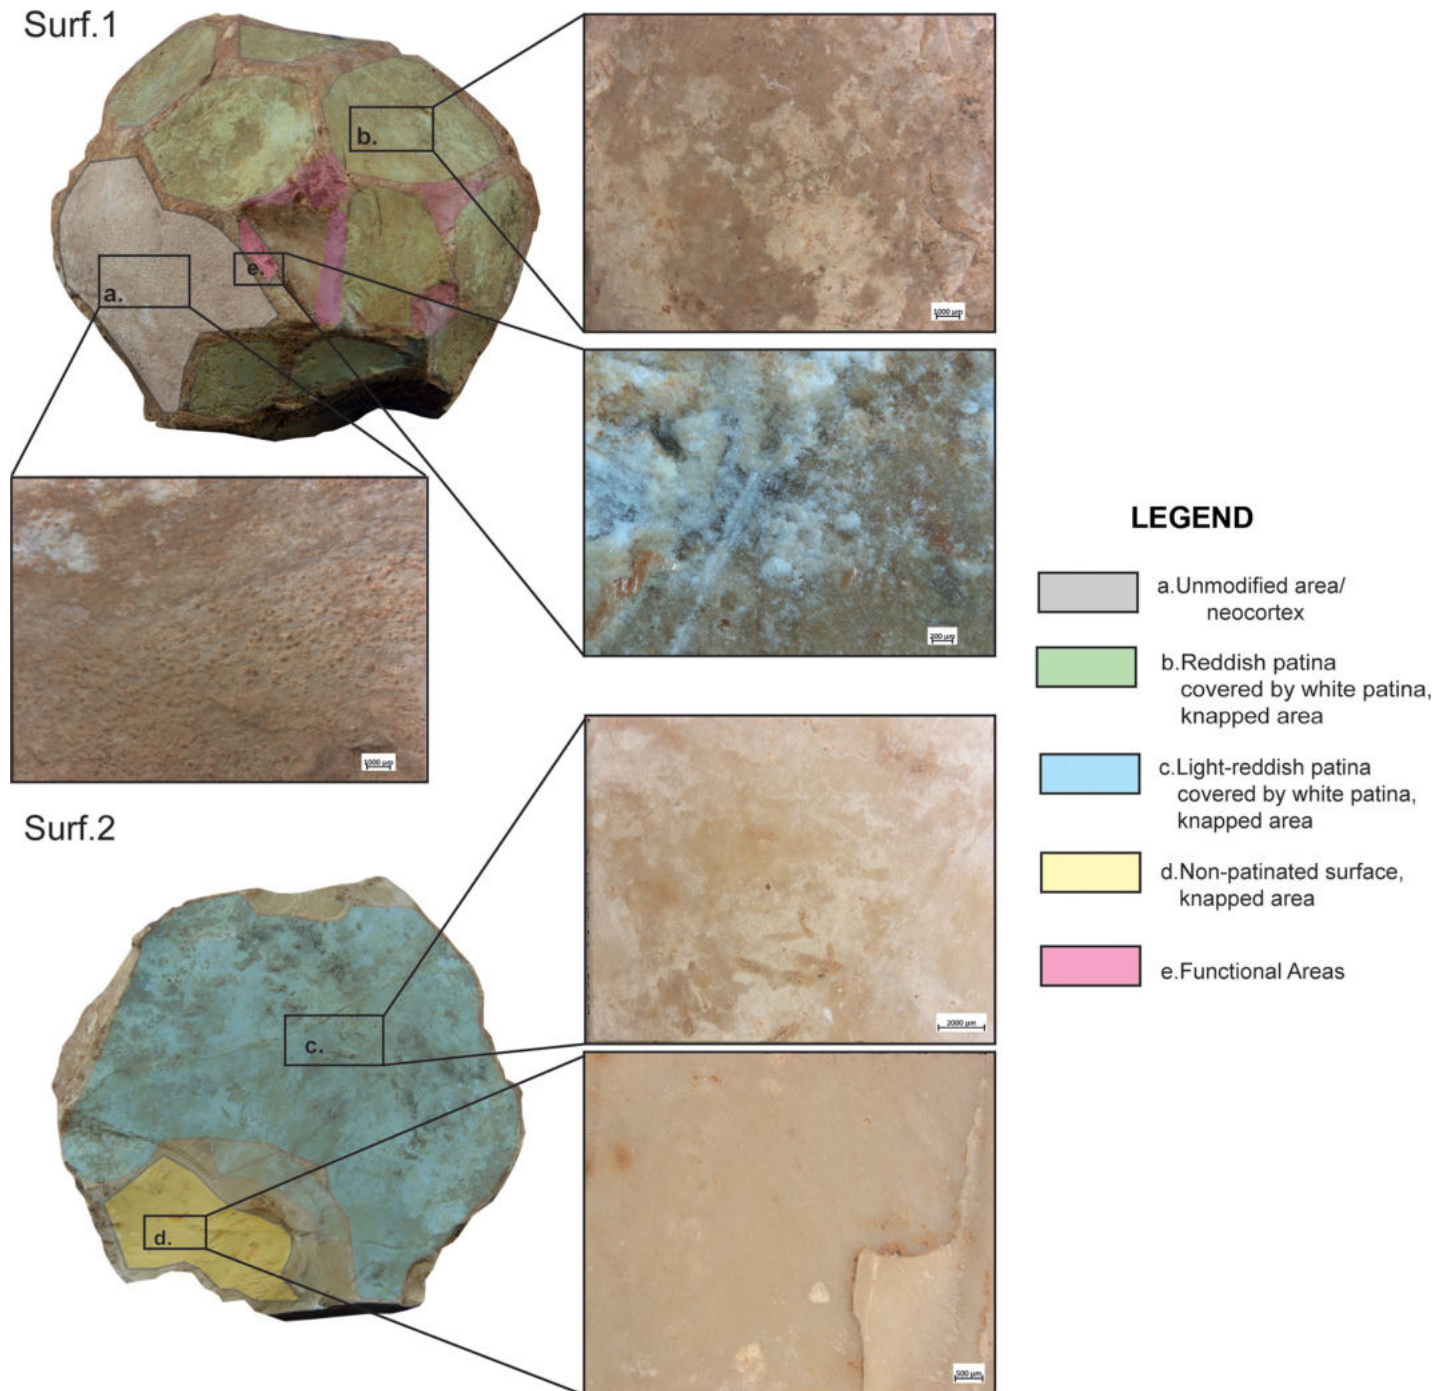 Surf.1
b.
e.
a.
1000 µm
200 µm
1000 µm
LEGEND
a.Unmodified area/
neocortex
b.Reddish patina
covered by white patina,
knapped area
c.Light-reddish patina
covered by white patina,
knapped area
d.Non-patinated surface,
knapped area
e.Functional Areas
Surf.2
c.
d.
2000 µm
500 µm